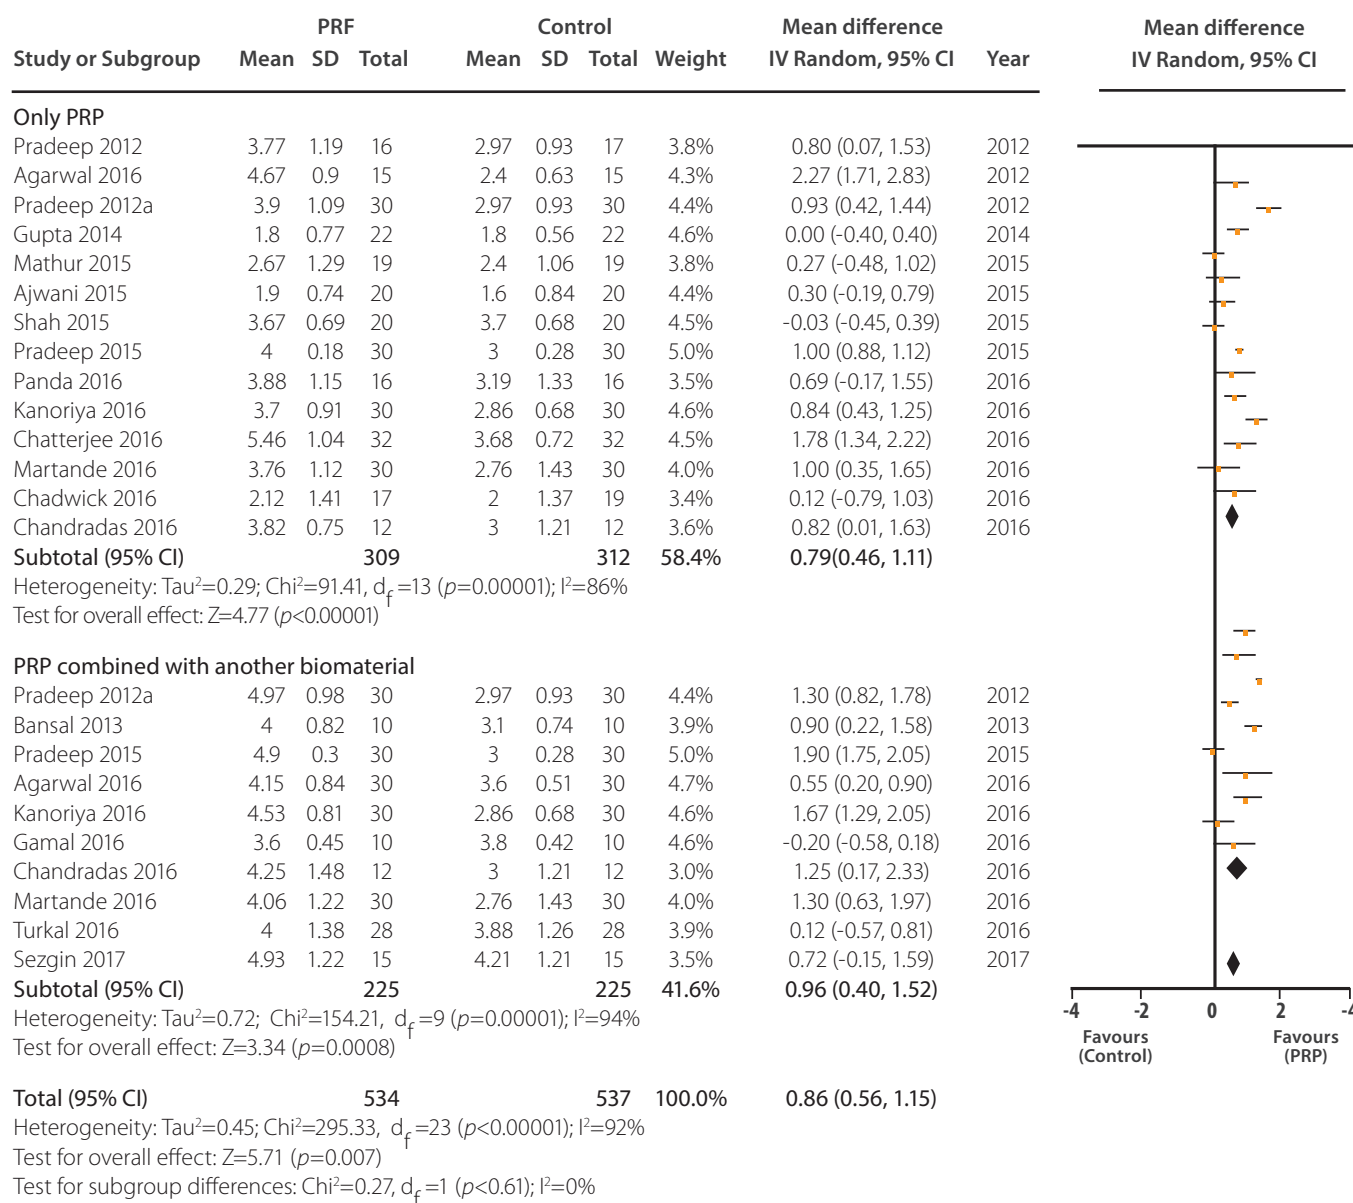 PRF Control Mean difference Mean difference
Study or Subgroup Mean SD Total Mean SD Total Weight IV Random, 95% CI Year IV Random, 95% CI
Only PRP
Pradeep 2012 3.77 1.19 16 2.97 0.93 17 3.8% 0.80 (0.07, 1.53) 2012
Agarwal 2016 4.67 0.9 15 2.4 0.63 15 4.3% 2.27 (1.71, 2.83) 2012
Pradeep 2012a 3.9 1.09 30 2.97 0.93 30 4.4% 0.93 (0.42, 1.44) 2012
Gupta 2014 1.8 0.77 22 1.8 0.56 22 4.6% 0.00 (-0.40, 0.40) 2014
Mathur 2015 2.67 1.29 19 2.4 1.06 19 3.8% 0.27 (-0.48, 1.02) 2015
Ajwani 2015 1.9 0.74 20 1.6 0.84 20 4.4% 0.30 (-0.19, 0.79) 2015
Shah 2015 3.67 0.69 20 3.7 0.68 20 4.5% -0.03 (-0.45, 0.39) 2015
Pradeep 2015 4 0.18 30 3 0.28 30 5.0% 1.00 (0.88, 1.12) 2015
Panda 2016 3.88 1.15 16 3.19 1.33 16 3.5% 0.69 (-0.17, 1.55) 2016
Kanoriya 2016 3.7 0.91 30 2.86 0.68 30 4.6% 0.84 (0.43, 1.25) 2016
Chatterjee 2016 5.46 1.04 32 3.68 0.72 32 4.5% 1.78 (1.34, 2.22) 2016
Martande 2016 3.76 1.12 30 2.76 1.43 30 4.0% 1.00 (0.35, 1.65) 2016
Chadwick 2016 2.12 1.41 17 2 1.37 19 3.4% 0.12 (-0.79, 1.03) 2016
Chandradas 2016 3.82 0.75 12 3 1.21 12 3.6% 0.82 (0.01, 1.63) 2016
Subtotal (95% CI) 309 312 58.4% 0.79(0.46, 1.11)
Heterogeneity: Tau²=0.29; Chi²=91.41, df =13 (p=0.00001); I²=86%
Test for overall effect: Z=4.77 (p<0.00001)
PRP combined with another biomaterial
Pradeep 2012a 4.97 0.98 30 2.97 0.93 30 4.4% 1.30 (0.82, 1.78) 2012
Bansal 2013 4 0.82 10 3.1 0.74 10 3.9% 0.90 (0.22, 1.58) 2013
Pradeep 2015 4.9 0.3 30 3 0.28 30 5.0% 1.90 (1.75, 2.05) 2015
Agarwal 2016 4.15 0.84 30 3.6 0.51 30 4.7% 0.55 (0.20, 0.90) 2016
Kanoriya 2016 4.53 0.81 30 2.86 0.68 30 4.6% 1.67 (1.29, 2.05) 2016
Gamal 2016 3.6 0.45 10 3.8 0.42 10 4.6% -0.20 (-0.58, 0.18) 2016
Chandradas 2016 4.25 1.48 12 3 1.21 12 3.0% 1.25 (0.17, 2.33) 2016
Martande 2016 4.06 1.22 30 2.76 1.43 30 4.0% 1.30 (0.63, 1.97) 2016
Turkal 2016 4 1.38 28 3.88 1.26 28 3.9% 0.12 (-0.57, 0.81) 2016
Sezgin 2017 4.93 1.22 15 4.21 1.21 15 3.5% 0.72 (-0.15, 1.59) 2017
Subtotal (95% CI) 225 225 41.6% 0.96 (0.40, 1.52)
Heterogeneity: Tau²=0.72; Chi²=154.21, df =9 (p=0.00001); I²=94%
Test for overall effect: Z=3.34 (p=0.0008)
-4 -2 0 2 -4
Favours Favours
(Control) (PRP)
Total (95% CI) 534 537 100.0% 0.86 (0.56, 1.15)
Heterogeneity: Tau²=0.45; Chi²=295.33, df =23 (p<0.00001); I²=92%
Test for overall effect: Z=5.71 (p=0.007)
Test for subgroup differences: Chi²=0.27, df =1 (p<0.61); I²=0%